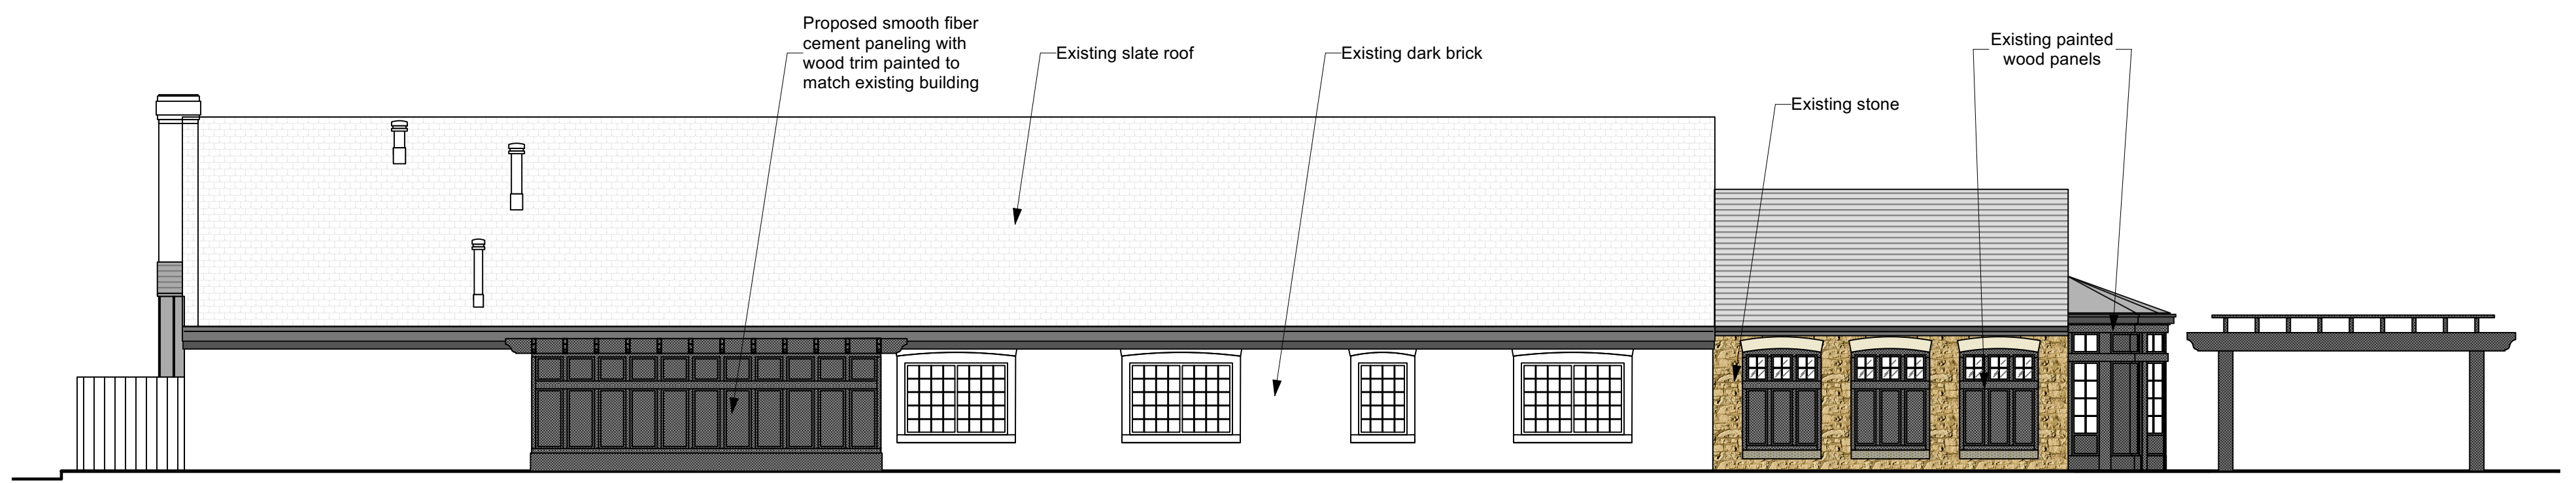 Proposed smooth fiber
cement paneling with
wood trim painted to
match existing building
Existing slate roof
Existing dark brick
Existing painted
wood panels
Existing stone